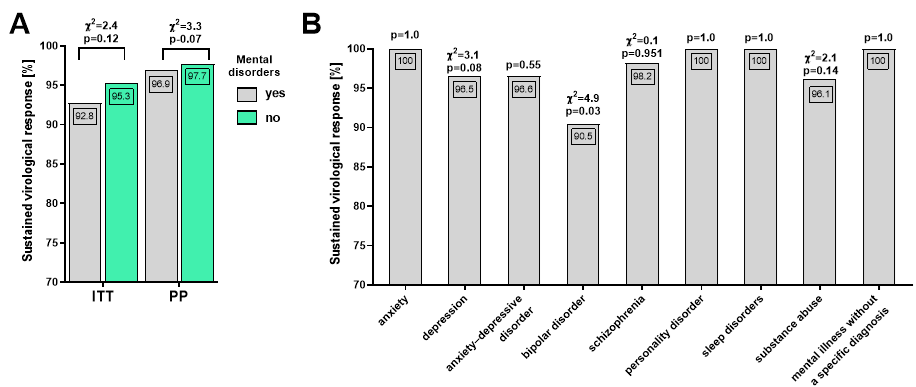 A
χ²=2.4
p=0.12
χ²=3.3
p-0.07
Sustained virological response [%]
100
95
90
85
80
75
70
92.8
95.3
96.9
97.7
ITT
PP
Mental
disorders
yes
no
B
Sustained virological response [%]
100
95
90
85
80
75
70
p=1.0
100
χ²=3.1
p=0.08
96.5
p=0.55
96.6
χ²=4.9
p=0.03
90.5
χ²=0.1
p=0.951
98.2
p=1.0
100
p=1.0
100
χ²=2.1
p=0.14
96.1
p=1.0
100
anxiety
depression
anxiety–depressive
disorder
bipolar disorder
schizophrenia
personality disorder
sleep disorders
substance abuse
mental illness without
a specific diagnosis